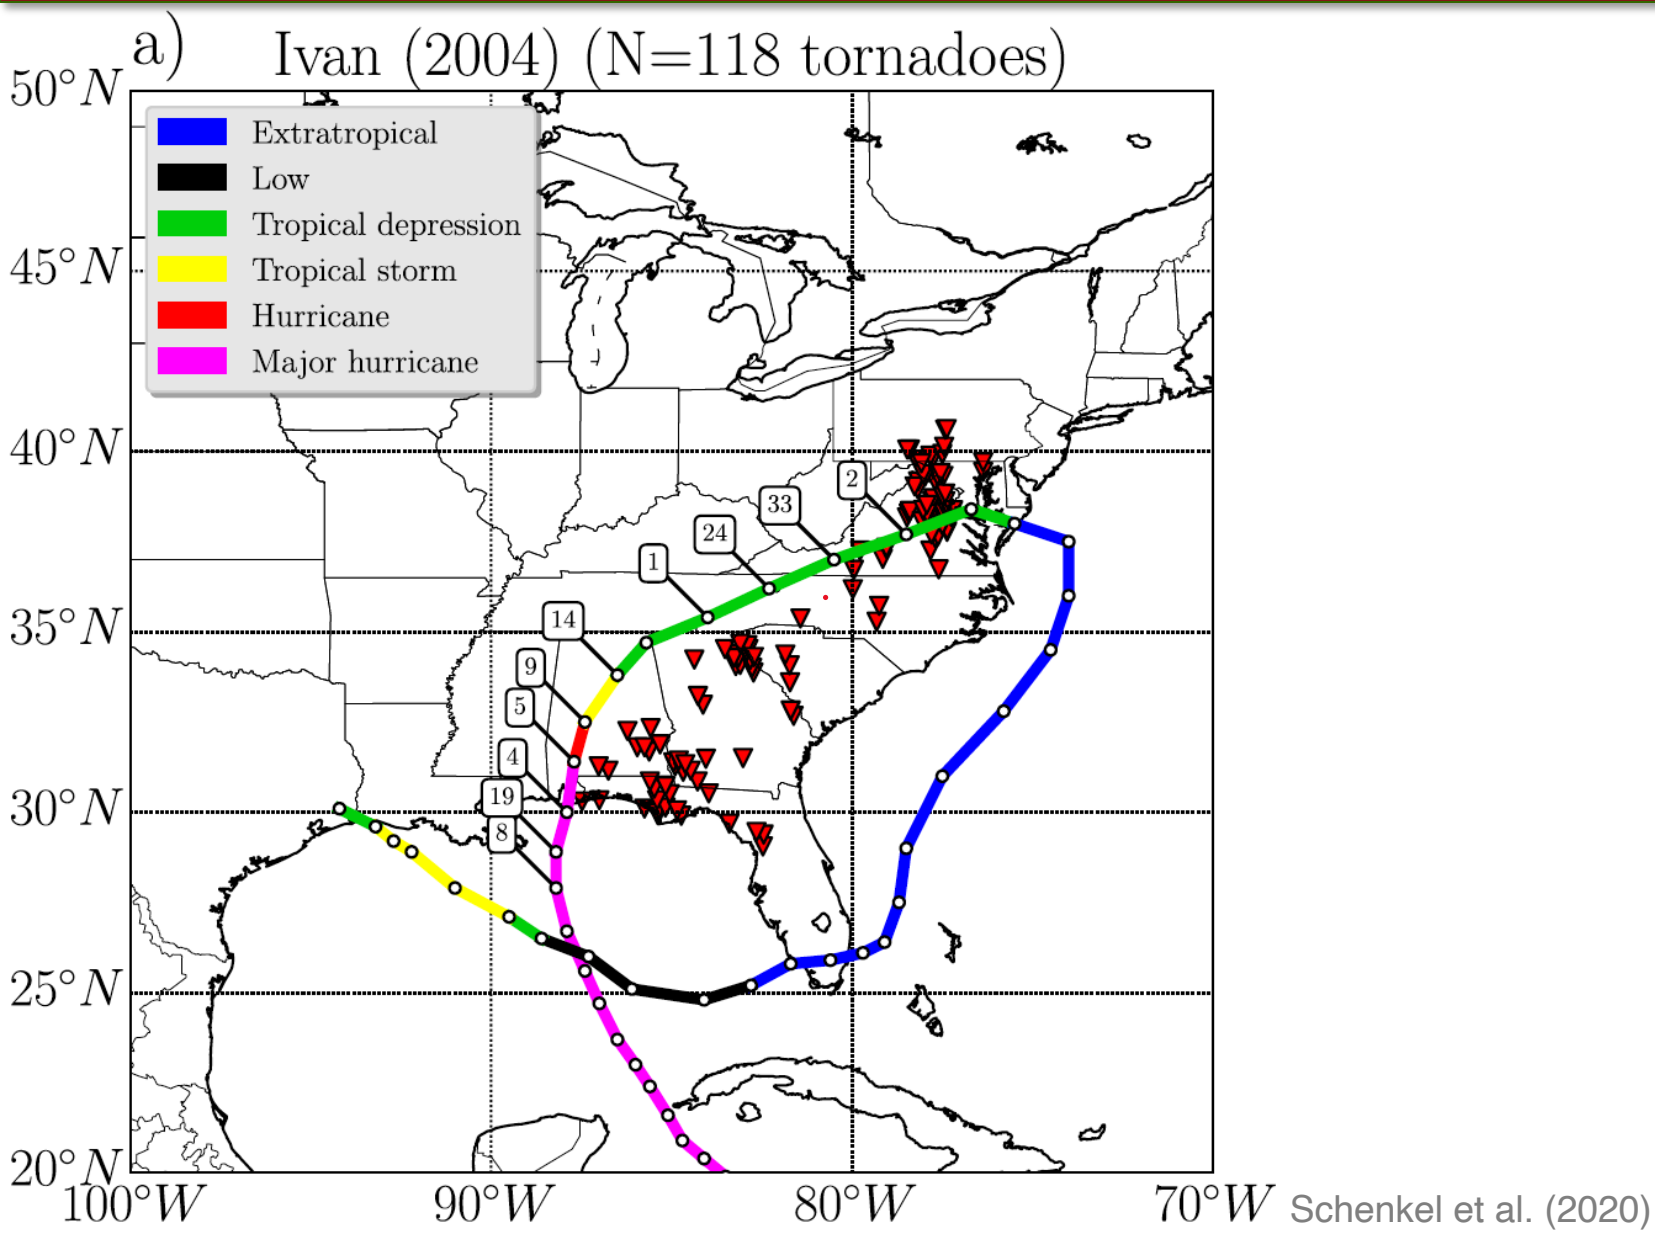 a) Ivan (2004) (N=118 tornadoes)
50°N
Extratropical
Low
Tropical depression
45°N
Tropical storm
Hurricane
Major hurricane
40°N
2
33
24
1
35°N
14
9
5
4
30°N
19
8
25°N
20°N
100°W 90°W 80°W 70°W
Schenkel et al. (2020)